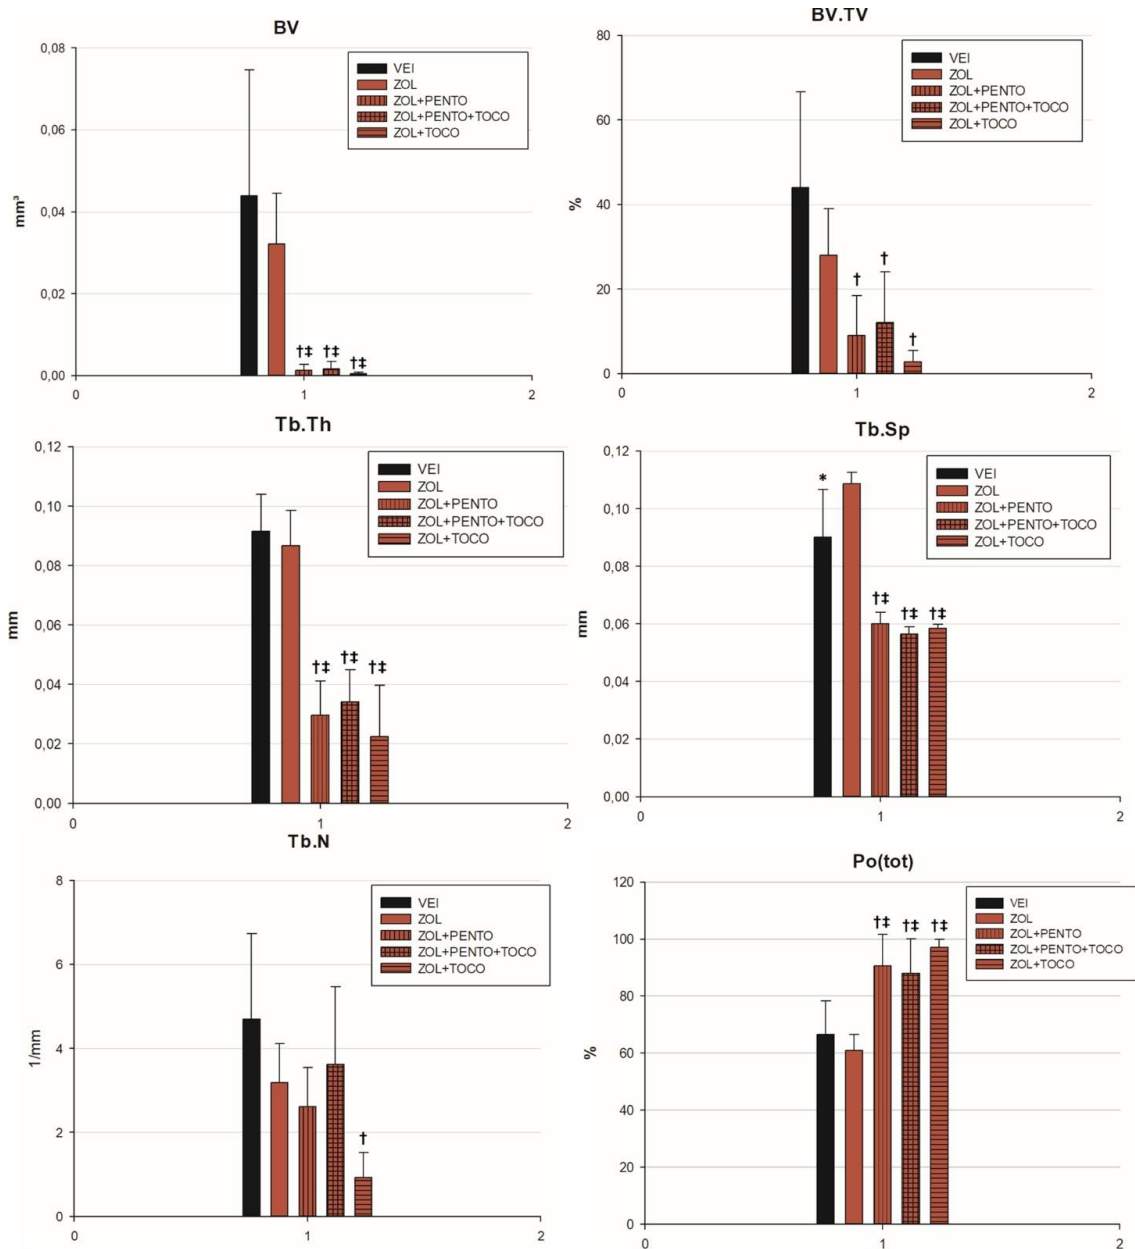 BV
0,08
0,06
0,04
0,02
0,00
mm³
0
1
2
VEI
ZOL
ZOL+PENTO
ZOL+PENTO+TOCO
ZOL+TOCO
†‡
†‡
†‡
BV.TV
80
60
40
20
0
%
0
1
2
VEI
ZOL
ZOL+PENTO
ZOL+PENTO+TOCO
ZOL+TOCO
†
†
†
Tb.Th
0,12
0,10
0,08
0,06
0,04
0,02
0,00
mm
0
1
2
VEI
ZOL
ZOL+PENTO
ZOL+PENTO+TOCO
ZOL+TOCO
†‡
†‡
†‡
Tb.Sp
0,12
0,10
0,08
0,06
0,04
0,02
0,00
mm
0
1
2
VEI
ZOL
ZOL+PENTO
ZOL+PENTO+TOCO
ZOL+TOCO
*
†‡
†‡
†‡
Tb.N
8
6
4
2
0
1/mm
0
1
2
VEI
ZOL
ZOL+PENTO
ZOL+PENTO+TOCO
ZOL+TOCO
†
Po(tot)
120
100
80
60
40
20
0
%
0
1
2
VEI
ZOL
ZOL+PENTO
ZOL+PENTO+TOCO
ZOL+TOCO
†‡
†‡
†‡